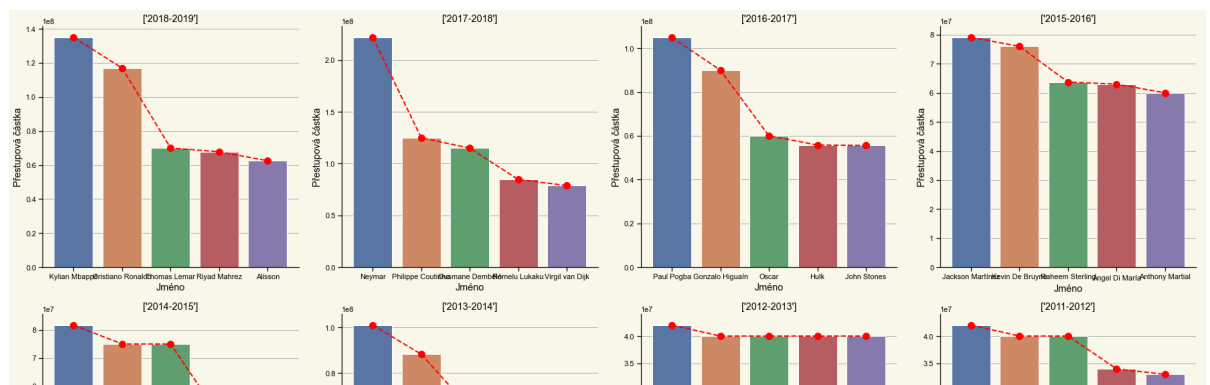 ['2018-2019']
1e8
1.4
1.2
1.0
0.8
0.6
0.4
0.2
0.0
Přestupová částka
Kylian Mbappé Cristiano Ronaldo Thomas Lemar Riyad Mahrez Alisson
Jméno
['2017-2018']
1e8
2.0
1.5
1.0
0.5
0.0
Přestupová částka
Neymar Philippe Coutinho Ousmane Dembélé Romelu Lukaku Virgil van Dijk
Jméno
['2016-2017']
1e8
1.0
0.8
0.6
0.4
0.2
0.0
Přestupová částka
Paul Pogba Gonzalo Higuaín Oscar Hulk John Stones
Jméno
['2015-2016']
1e7
8
7
6
5
4
3
2
1
0
Přestupová částka
Jackson Martínez Kevin De Bruyne Raheem Sterling Ángel Di María Anthony Martial
Jméno
['2014-2015']
1e7
8
7
['2013-2014']
1e8
1.0
0.8
['2012-2013']
1e7
4.0
3.5
['2011-2012']
1e7
4.0
3.5